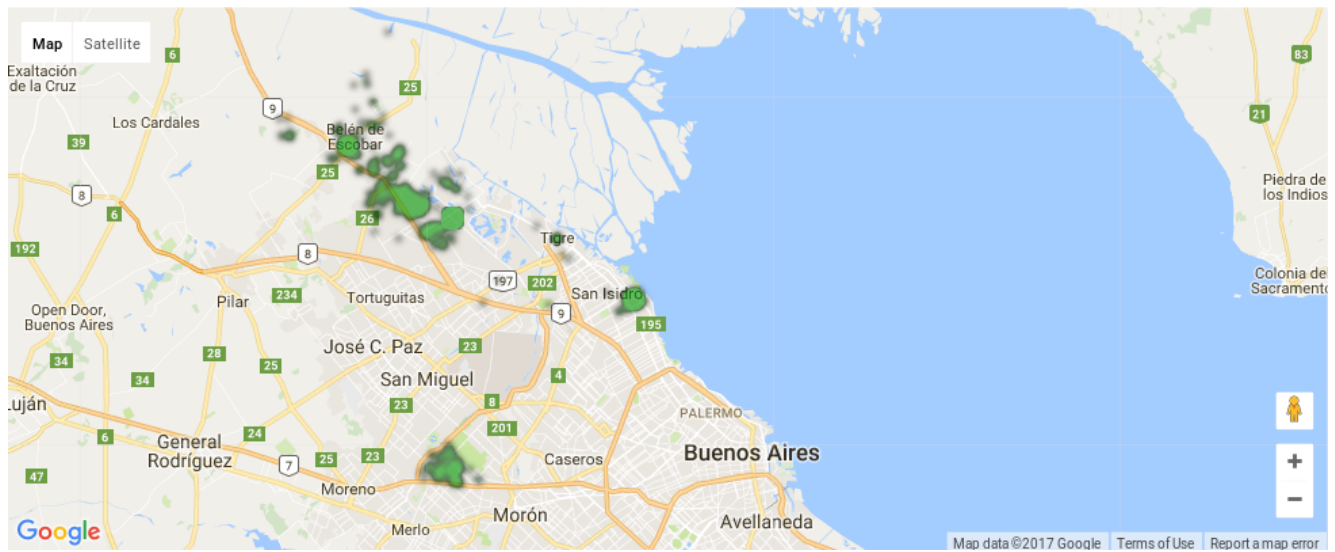 Map
Satellite
6
83
Exaltación
de la Cruz
25
9
21
Los Cardales
Belén de
Escobar
39
25
Piedra de
los Indios
8
6
26
192
Tigre
8
197
202
Colonia de
Sacramento
Pilar
234
Tortuguitas
San Isidro
9
Open Door,
Buenos Aires
195
José C. Paz
23
28
34
25
34
San Miguel
4
Luján
23
8
PALERMO
24
201
6
General
Rodríguez
Buenos Aires
7
25
23
Caseros
47
Moreno
Morón
Merlo
Avellaneda
Google
Map data ©2017 Google
Terms of Use
Report a map error